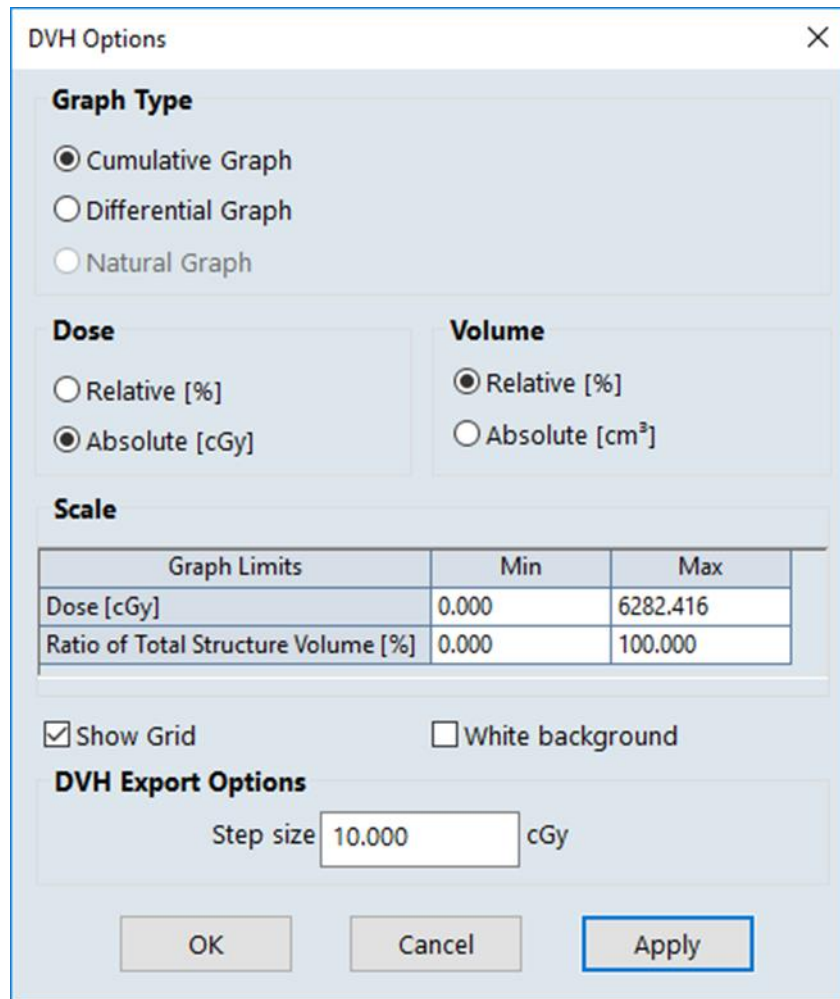 DVH Options
Graph Type
Cumulative Graph
Differential Graph
Natural Graph
Dose
Relative [%]
Absolute [cGy]
Volume
Relative [%]
Absolute [cm³]
Scale
Graph Limits Min Max
Dose [cGy] 0.000 6282.416
Ratio of Total Structure Volume [%] 0.000 100.000
Show Grid White background
DVH Export Options
Step size 10.000 cGy
OK Cancel Apply